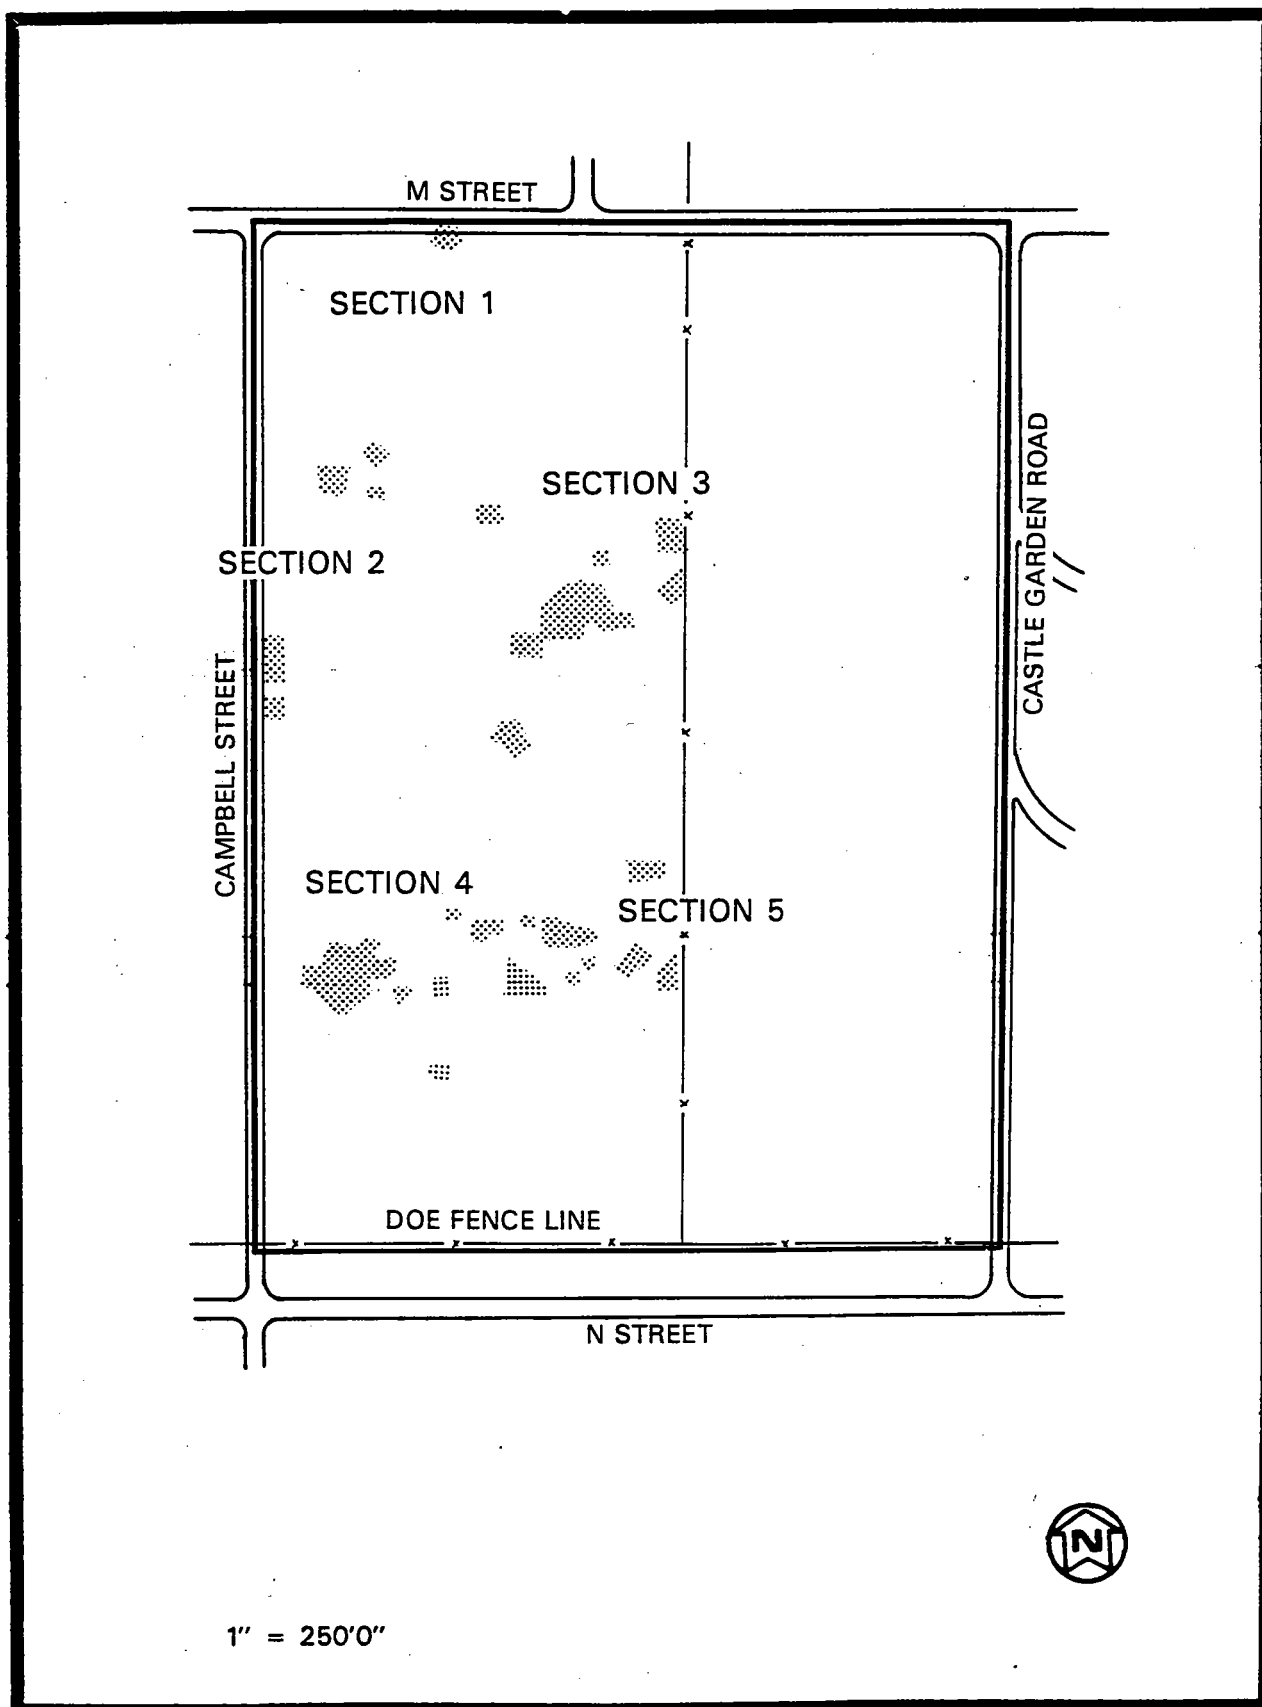 M STREET
SECTION 1
SECTION 3
CASTLE GARDEN ROAD
SECTION 2
CAMPBELL STREET
SECTION 4
SECTION 5
DOE FENCE LINE
N STREET
N
1" = 250'0"